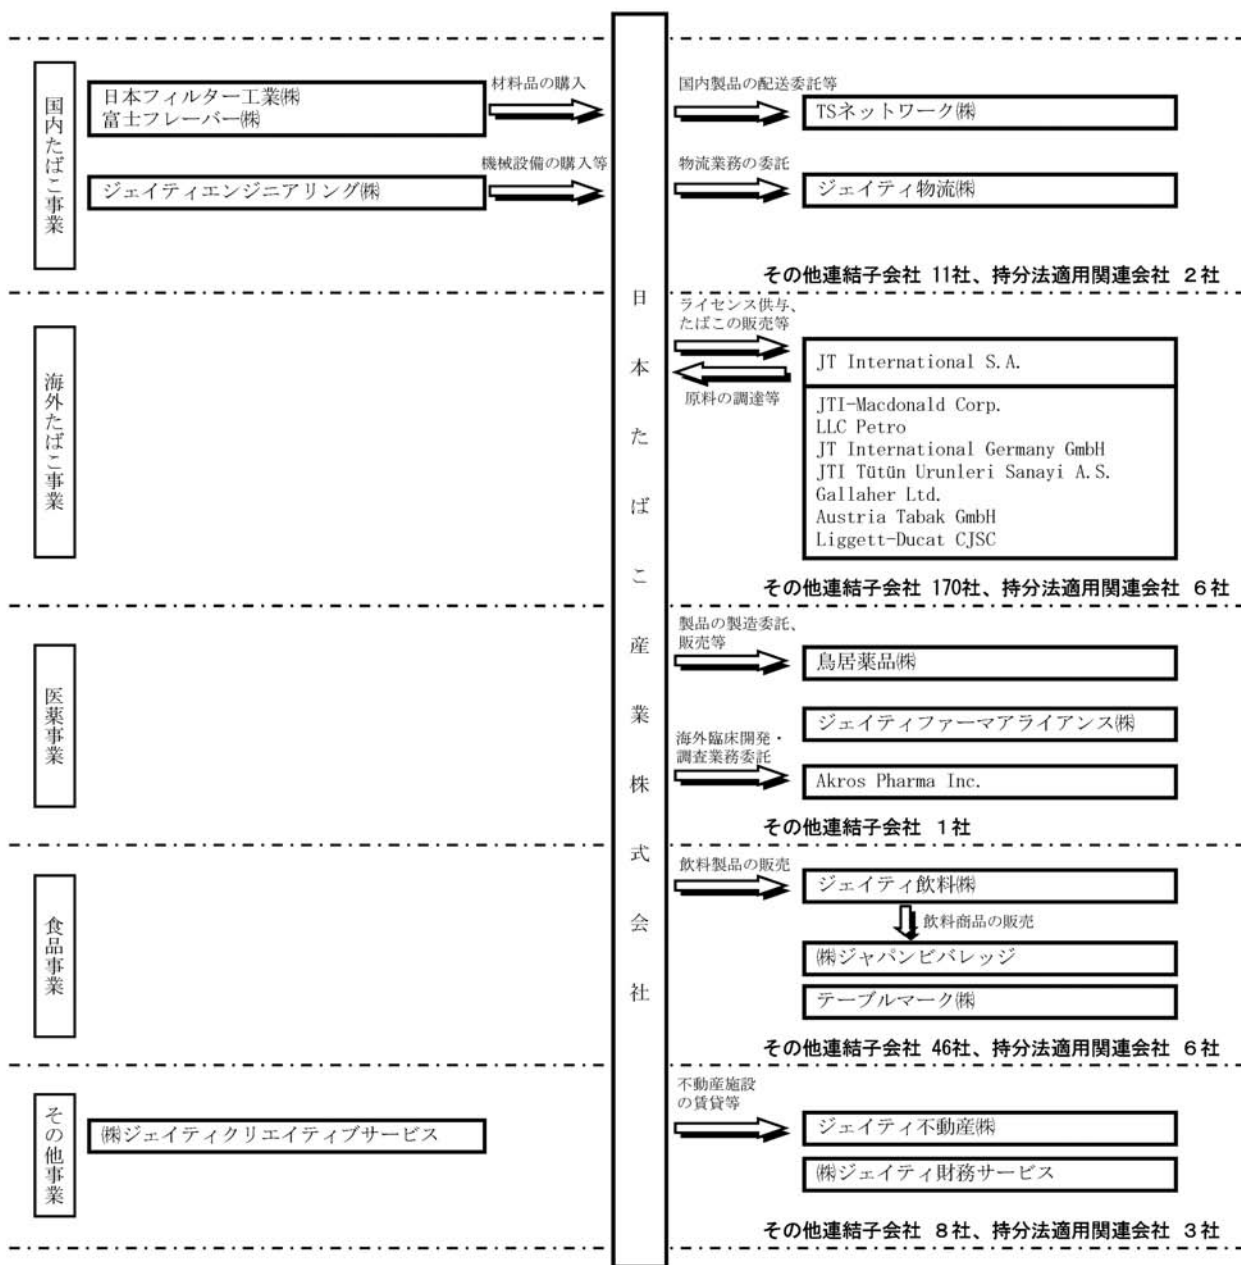 国内たばこ事業
日本フィルター工業㈱
富士フレーバー㈱
材料品の購入
国内製品の配送委託等
TSネットワーク㈱
ジェイティエンジニアリング㈱
機械設備の購入等
物流業務の委託
ジェイティ物流㈱
その他連結子会社 11社、持分法適用関連会社 2社
日本たばこ産業株式会社
海外たばこ事業
ライセンス供与、
たばこの販売等
原料の調達等
JT International S.A.
JTI-Macdonald Corp.
LLC Petro
JT International Germany GmbH
JTI Tütün Urunleri Sanayi A.S.
Gallaher Ltd.
Austria Tabak GmbH
Liggett-Ducat CJSC
その他連結子会社 170社、持分法適用関連会社 6社
医薬事業
製品の製造委託、
販売等
鳥居薬品㈱
ジェイティファーマアライアンス㈱
海外臨床開発・
調査業務委託
Akros Pharma Inc.
その他連結子会社 1社
食品事業
飲料製品の販売
ジェイティ飲料㈱
飲料商品の販売
㈱ジャパンビバレッジ
テーブルマーク㈱
その他連結子会社 46社、持分法適用関連会社 6社
その他事業
㈱ジェイティクリエイティブサービス
不動産施設
の賃貸等
ジェイティ不動産㈱
㈱ジェイティ財務サービス
その他連結子会社 8社、持分法適用関連会社 3社